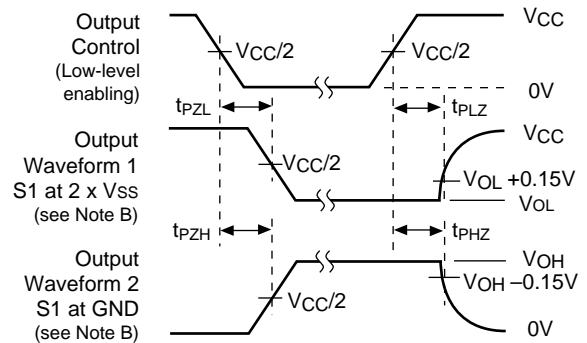 Output
Control
(Low-level
enabling)
VCC/2
VCC/2
VCC
0V
tPZL
tPLZ
Output
Waveform 1
S1 at 2 x VSS
(see Note B)
VCC/2
VCC
VOL +0.15V
VOL
tPZH
tPHZ
Output
Waveform 2
S1 at GND
(see Note B)
VCC/2
VOH
VOH –0.15V
0V